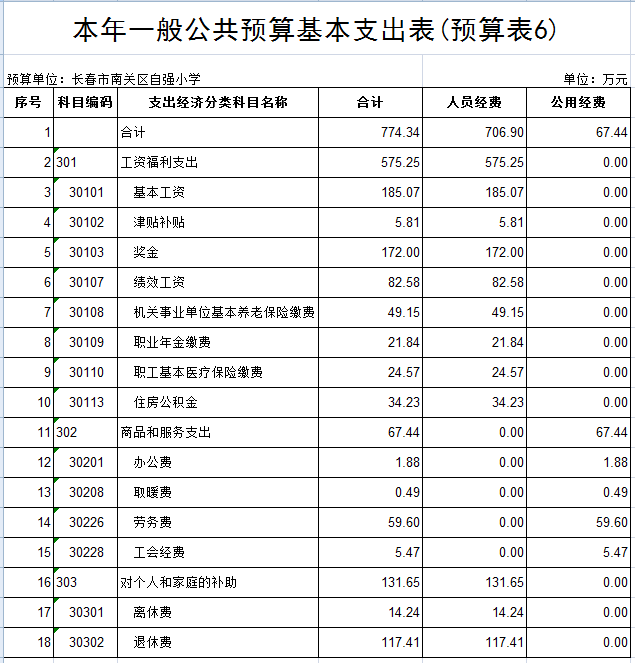 本年一般公共预算基本支出表(预算表6)
预算单位：长春市南关区自强小学 单位：万元
序号 科目编码 支出经济分类科目名称 合计 人员经费 公用经费
1 合计 774.34 706.90 67.44
2 301 工资福利支出 575.25 575.25 0.00
3 30101 基本工资 185.07 185.07 0.00
4 30102 津贴补贴 5.81 5.81 0.00
5 30103 奖金 172.00 172.00 0.00
6 30107 绩效工资 82.58 82.58 0.00
7 30108 机关事业单位基本养老保险缴费 49.15 49.15 0.00
8 30109 职业年金缴费 21.84 21.84 0.00
9 30110 职工基本医疗保险缴费 24.57 24.57 0.00
10 30113 住房公积金 34.23 34.23 0.00
11 302 商品和服务支出 67.44 0.00 67.44
12 30201 办公费 1.88 0.00 1.88
13 30208 取暖费 0.49 0.00 0.49
14 30226 劳务费 59.60 0.00 59.60
15 30228 工会经费 5.47 0.00 5.47
16 303 对个人和家庭的补助 131.65 131.65 0.00
17 30301 离休费 14.24 14.24 0.00
18 30302 退休费 117.41 117.41 0.00